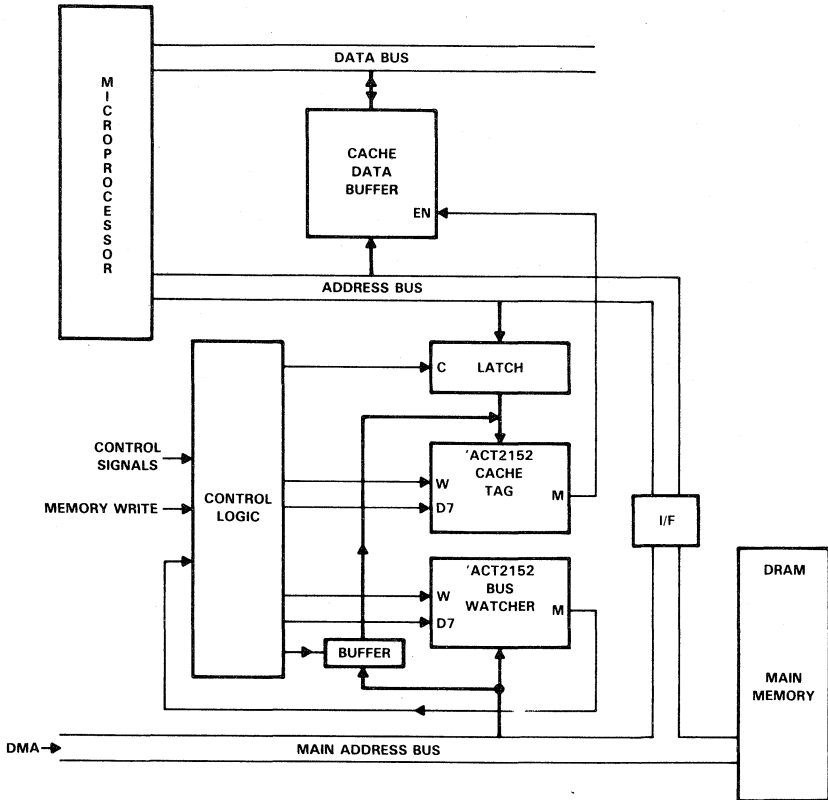 DATA BUS
MICROPROCESSOR
CACHE
DATA
BUFFER
EN
ADDRESS BUS
C
LATCH
CONTROL
SIGNALS
MEMORY WRITE
CONTROL
LOGIC
'ACT2152
CACHE
TAG
W
D7
M
I/F
'ACT2152
BUS
WATCHER
W
D7
M
BUFFER
DRAM
MAIN
MEMORY
DMA
MAIN ADDRESS BUS